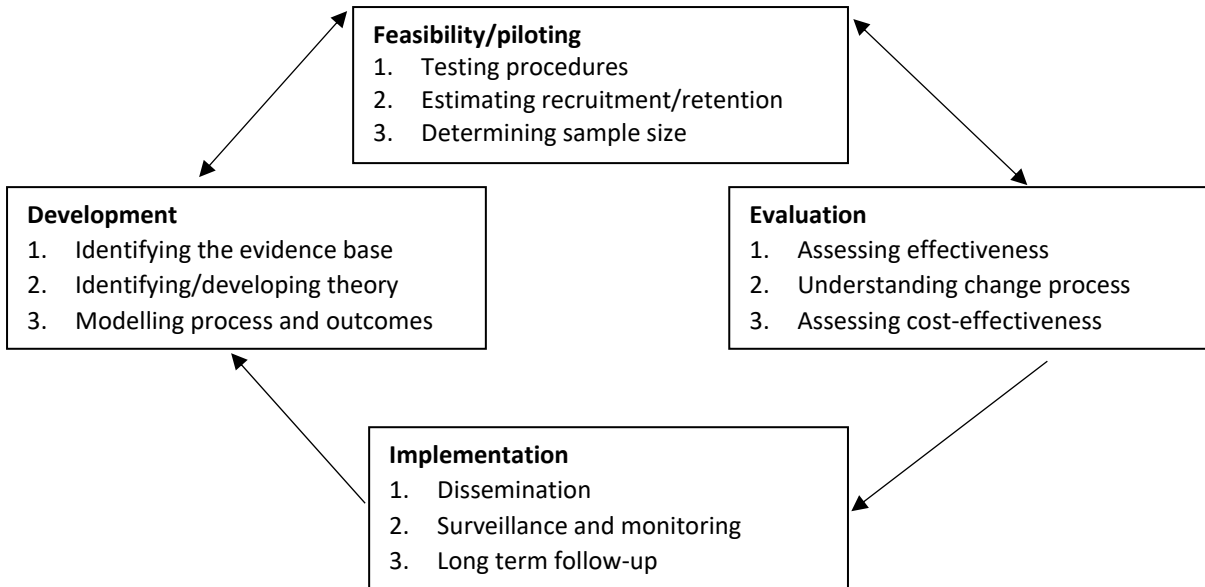 Feasibility/piloting
1. Testing procedures
2. Estimating recruitment/retention
3. Determining sample size
Development
1. Identifying the evidence base
2. Identifying/developing theory
3. Modelling process and outcomes
Evaluation
1. Assessing effectiveness
2. Understanding change process
3. Assessing cost-effectiveness
Implementation
1. Dissemination
2. Surveillance and monitoring
3. Long term follow-up